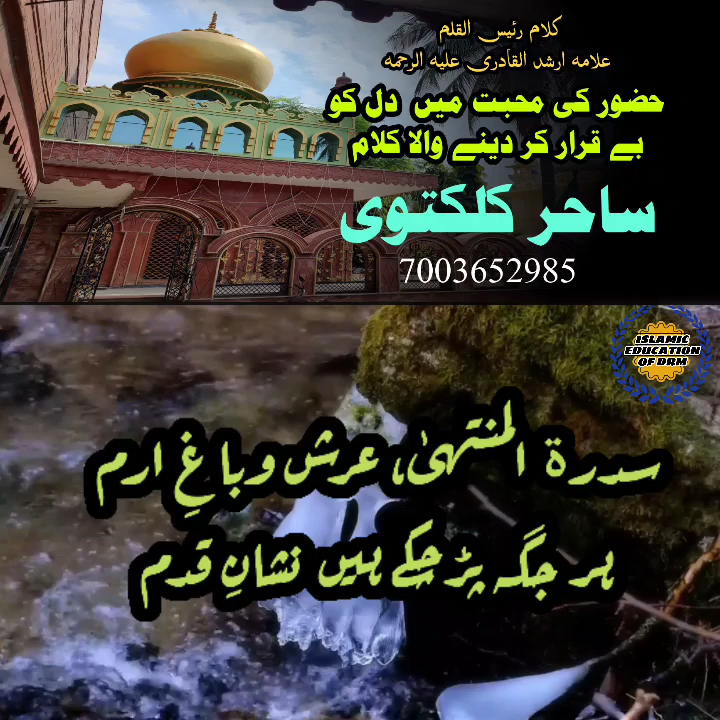 کلام رئیس القلم
علامہ ارشد القادری علیہ الرحمہ
حضور کی محبت میں دل کو
بے قرار کر دینے والا کلام
ساحر کلکتوی
7003652985
ISLAMIC
EDUCATION
OF DRM
سدرۃ المنتہیٰ، عرش و باغِ ارم
ہر جگہ پڑ چکے ہیں نشانِ قدم